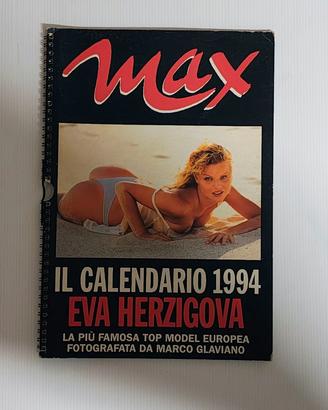 max
IL CALENDARIO 1994
EVA HERZIGOVA
LA PIÙ FAMOSA TOP MODEL EUROPEA
FOTOGRAFATA DA MARCO GLAVIANO